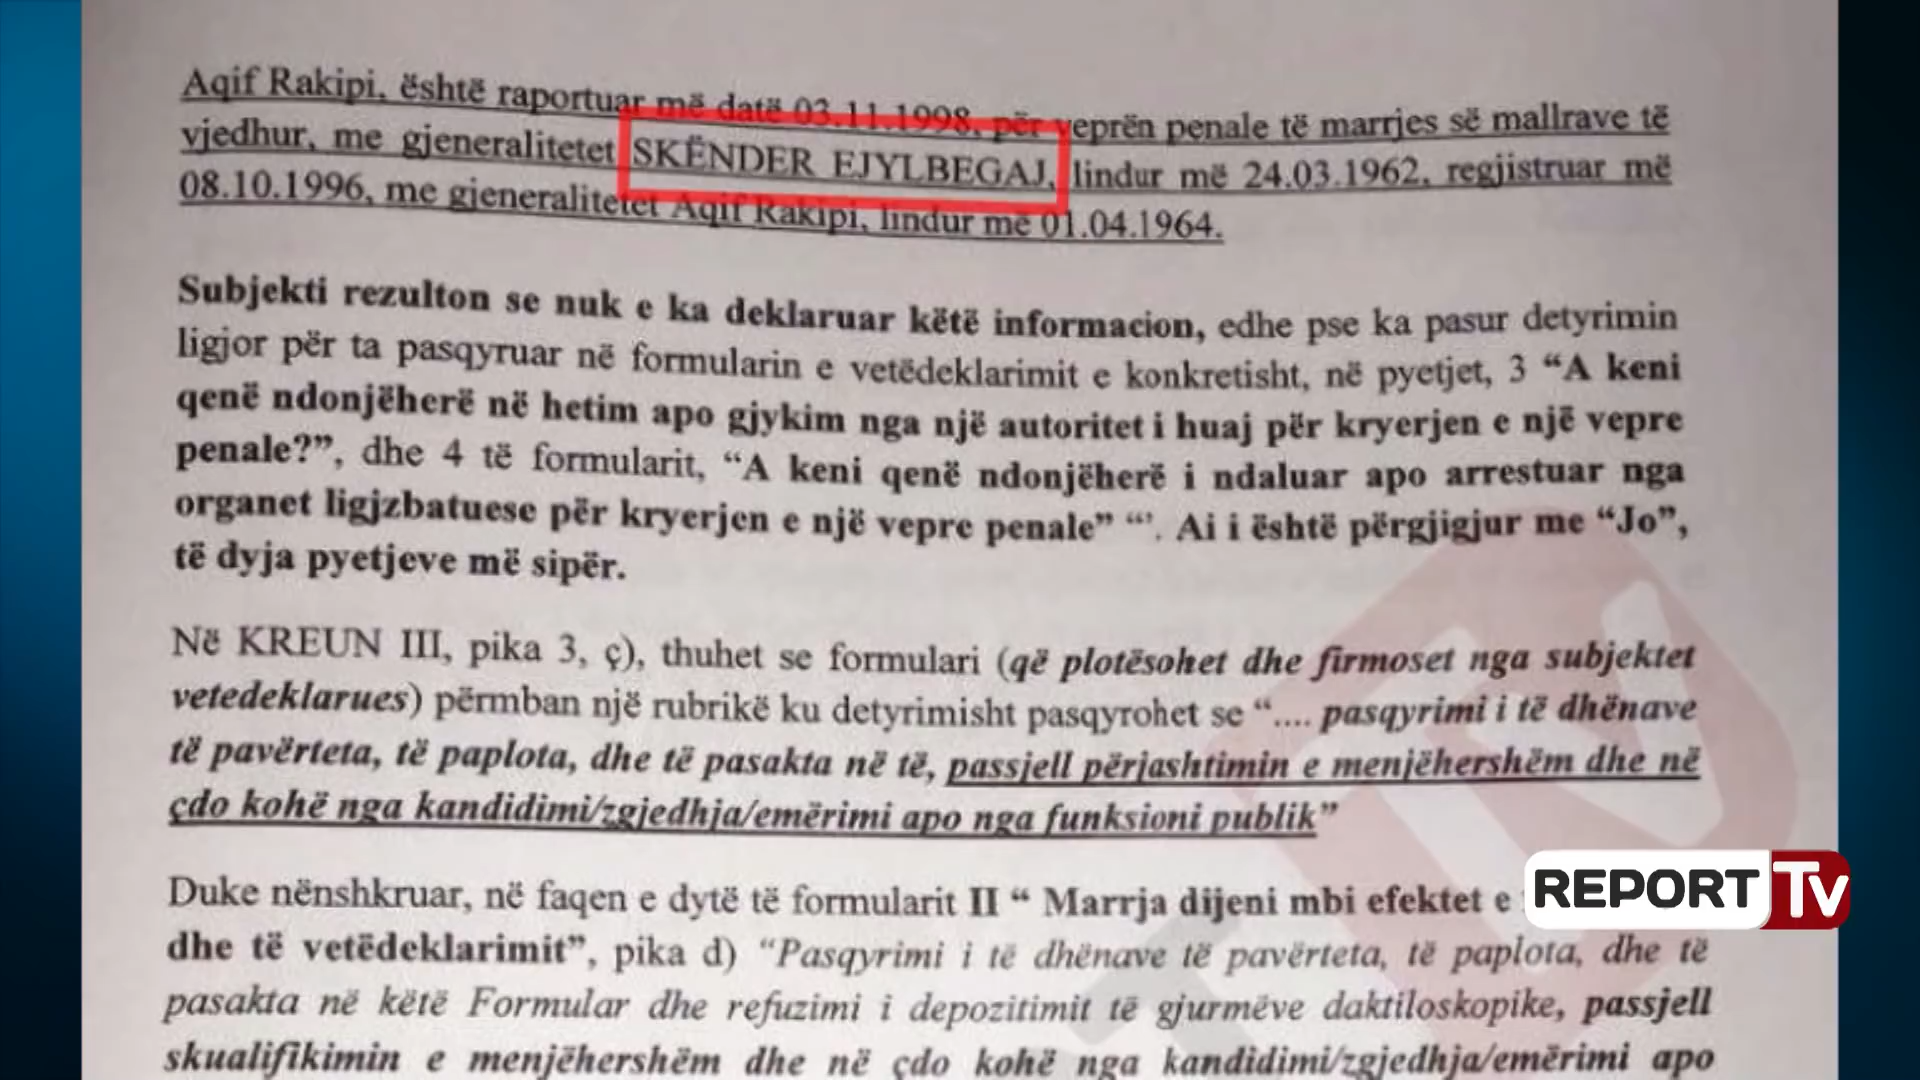 Aqif Rakipi, është raportuar më datë 03.11.1998, për veprën penale të marrjes së mallrave të
vjedhur, me gjeneralitetet SKËNDER EJYLBEGAJ, lindur më 24.03.1962, regjistruar më
08.10.1996, me gjeneralitetet Aqif Rakipi, lindur më 01.04.1964.
Subjekti rezulton se nuk e ka deklaruar këtë informacion, edhe pse ka pasur detyrimin
ligjor për ta pasqyruar në formularin e vetëdeklarimit e konkretisht, në pyetjet, 3 “A keni
qenë ndonjëherë në hetim apo gjykim nga një autoritet i huaj për kryerjen e një vepre
penale?”, dhe 4 të formularit, “A keni qenë ndonjëherë i ndaluar apo arrestuar nga
organet ligjzbatuese për kryerjen e një vepre penale” “’. Ai i është përgjigjur me “Jo”,
të dyja pyetjeve më sipër.
Në KREUN III, pika 3, ç), thuhet se formulari (që plotësohet dhe firmoset nga subjektet
vetedeklarues) përmban një rubrikë ku detyrimisht pasqyrohet se “.... pasqyrimi i të dhënave
të pavërteta, të paplota, dhe të pasakta në të, passjell përjashtimin e menjëhershëm dhe në
çdo kohë nga kandidimi/zgjedhja/emërimi apo nga funksioni publik”
Duke nënshkruar, në faqen e dytë të formularit II “ Marrja dijeni mbi efektet e
dhe të vetëdeklarimit”, pika d) “Pasqyrimi i të dhënave të pavërteta, të paplota, dhe të
pasakta në këtë Formular dhe refuzimi i depozitimit të gjurmëve daktiloskopike, passjell
skualifikimin e menjëhershëm dhe në çdo kohë nga kandidimi/zgjedhja/emërimi apo
REPORT Tv